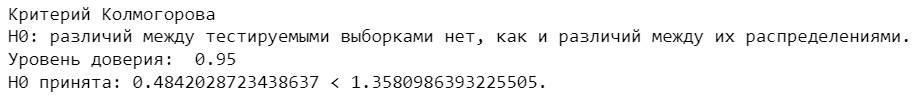 Критерий Колмогорова
H0: различий между тестируемыми выборками нет, как и различий между их распределениями.
Уровень доверия:  0.95
H0 принята: 0.4842028723438637 < 1.3580986393225505.